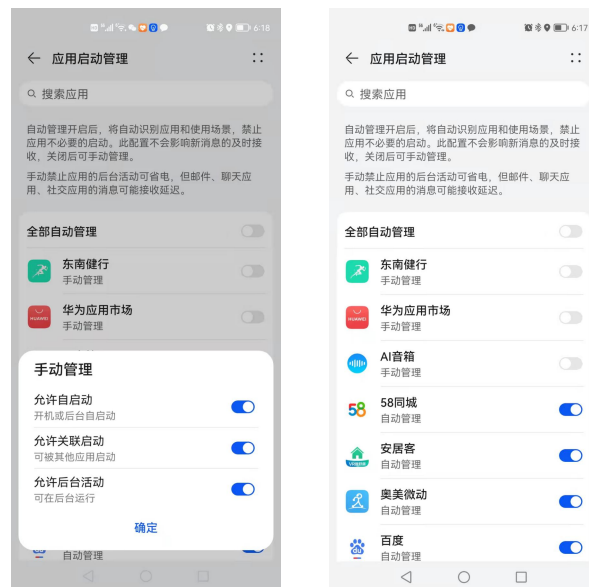 6:18
应用启动管理
搜索应用
自动管理开启后，将自动识别应用和使用场景，禁止
应用不必要的启动。此配置不会影响新消息的及时接
收，关闭后可手动管理。
手动禁止应用的后台活动可省电，但邮件、聊天应
用、社交应用的消息可能接收延迟。
全部自动管理
东南健行
手动管理
HUAWEI
华为应用市场
手动管理
手动管理
允许自启动
开机或后台自启动
允许关联启动
可被其他应用启动
允许后台活动
可在后台运行
确定
自动管理
6:17
应用启动管理
搜索应用
自动管理开启后，将自动识别应用和使用场景，禁止
应用不必要的启动。此配置不会影响新消息的及时接
收，关闭后可手动管理。
手动禁止应用的后台活动可省电，但邮件、聊天应
用、社交应用的消息可能接收延迟。
全部自动管理
东南健行
手动管理
HUAWEI
华为应用市场
手动管理
AI音箱
手动管理
58
58同城
自动管理
安居客
自动管理
奥美微动
自动管理
du
百度
自动管理